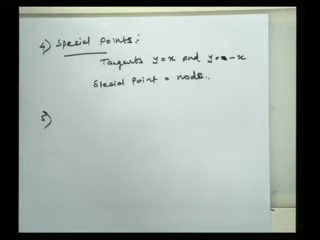 4) Special Points:
Tangents y=x and y=-x
Special Point = node.
5)